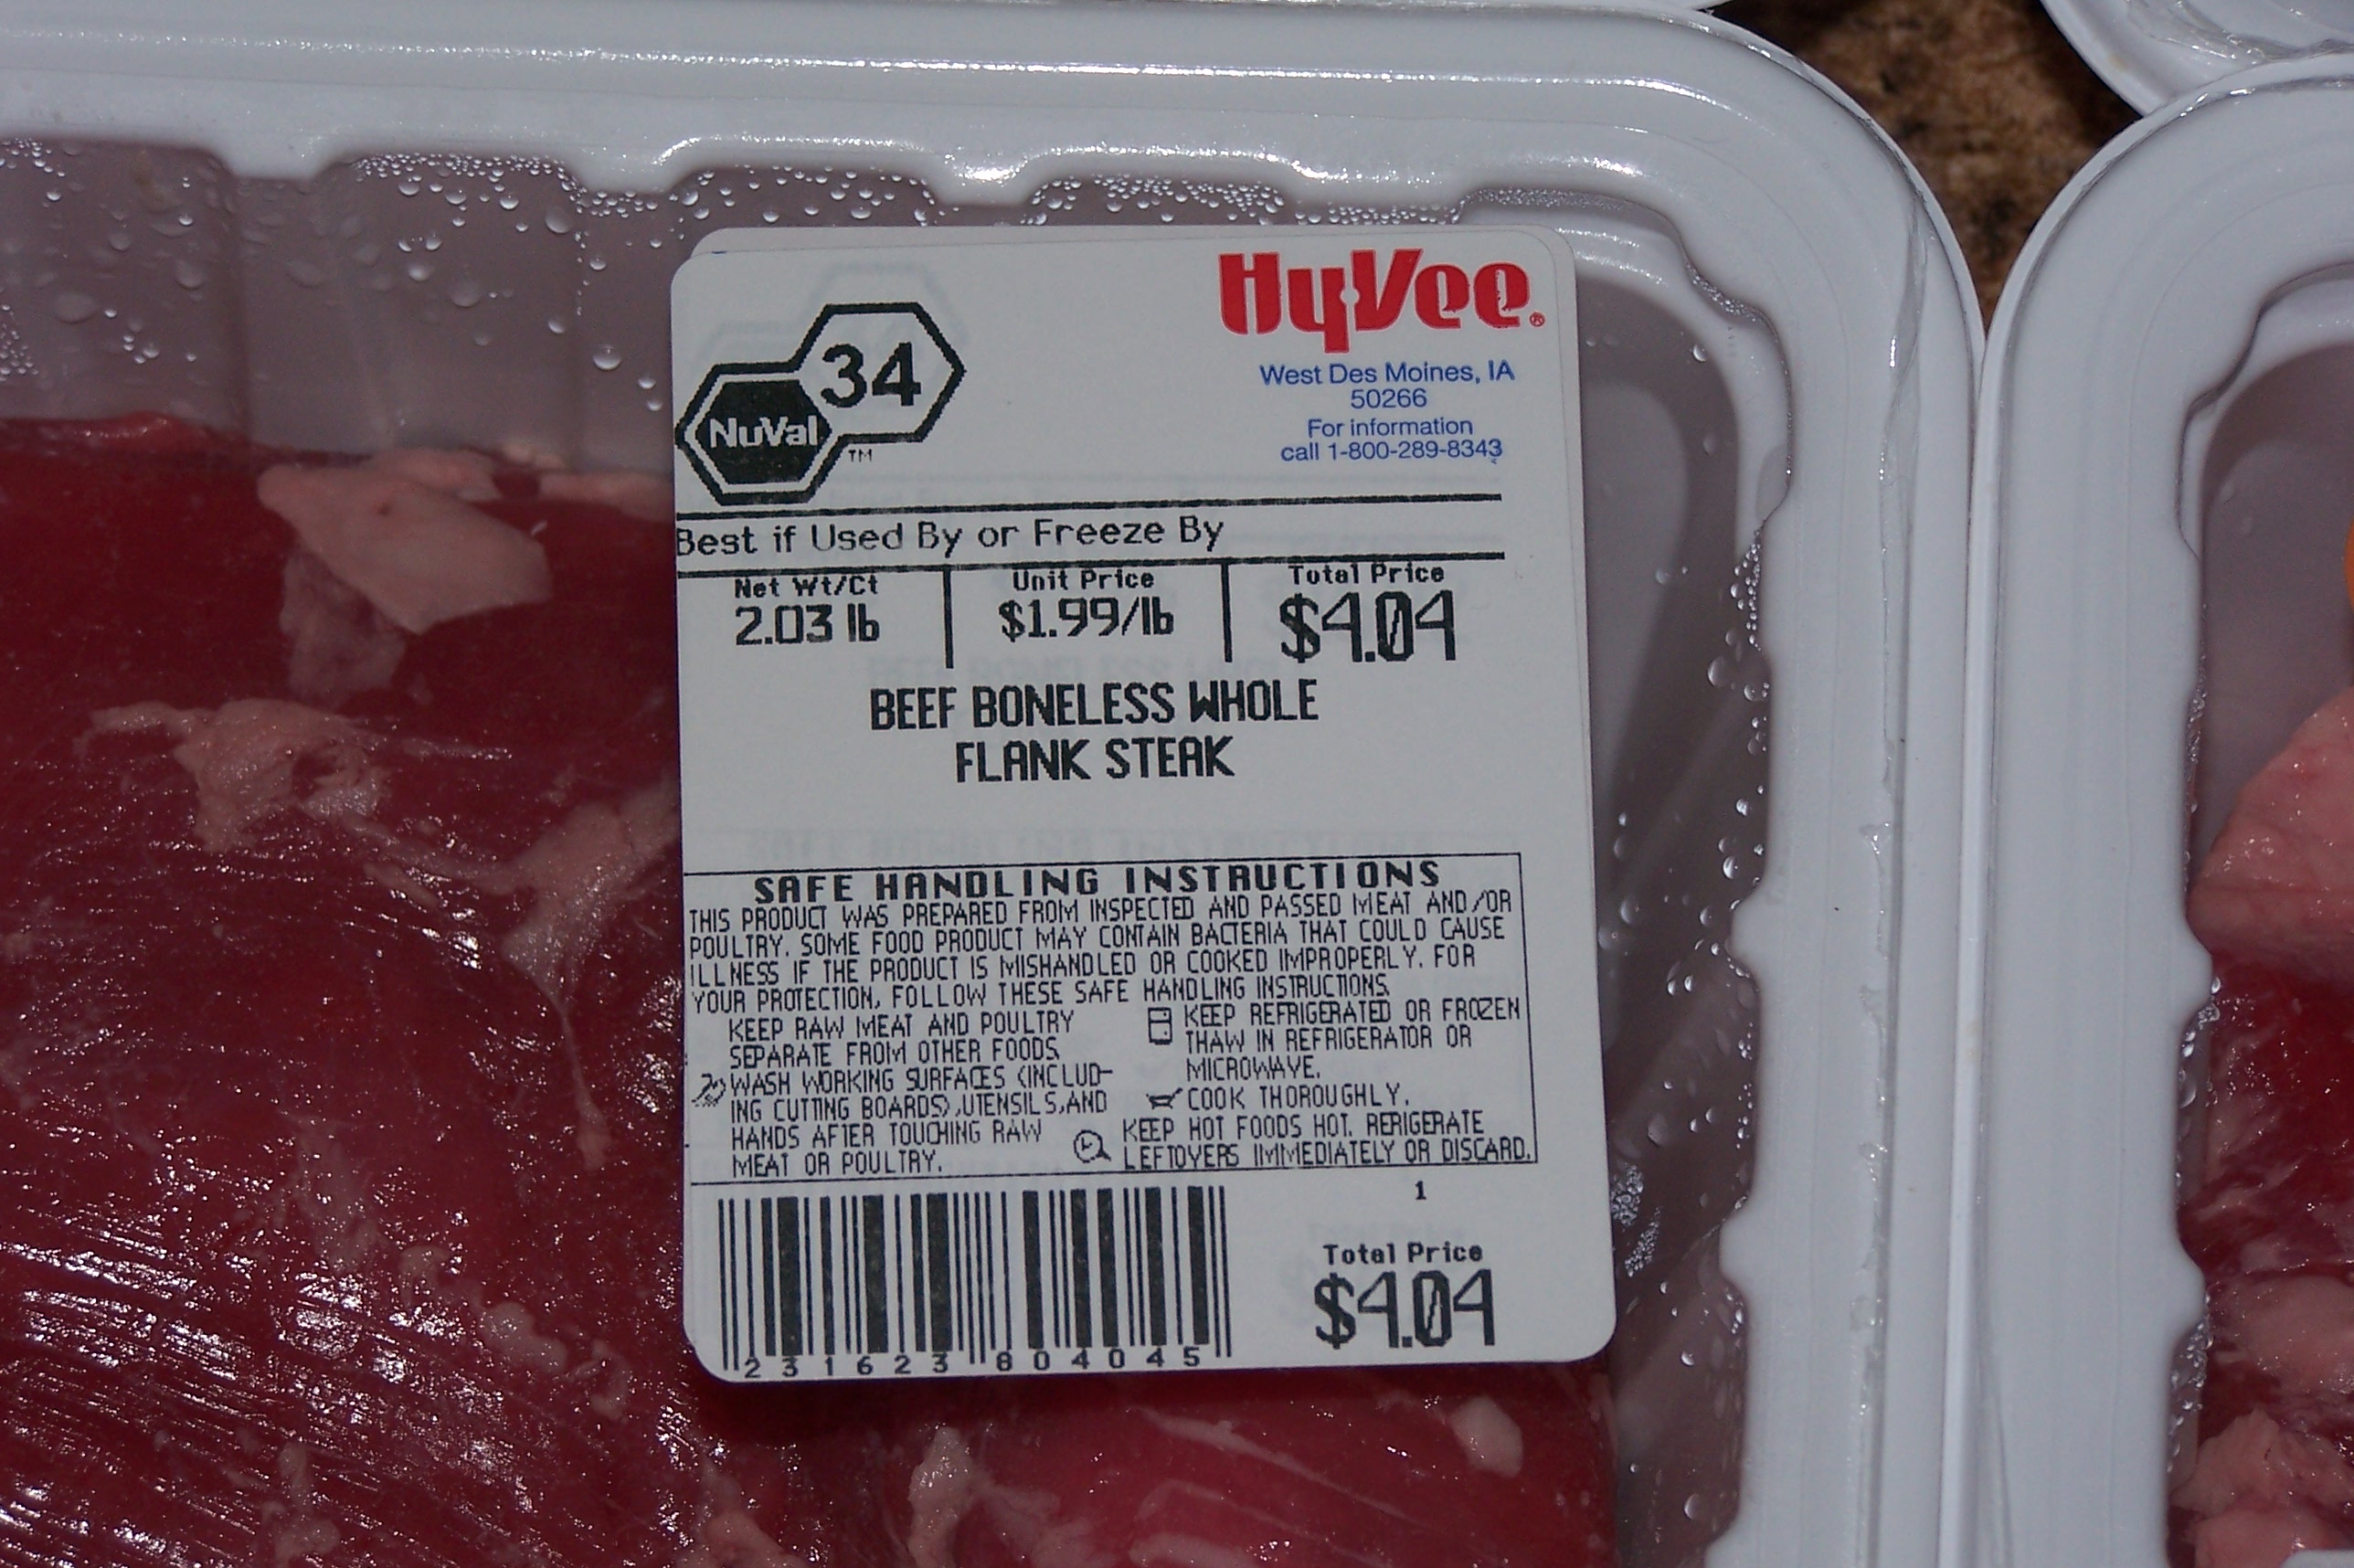 HyVee®
West Des Moines, IA
50266
For information
call 1-800-289-8343
34
NuVal™
Best if Used By or Freeze By
Net Wt/Ct Unit Price Total Price
2.03 lb $1.99/lb $4.04
BEEF BONELESS WHOLE
FLANK STEAK
SAFE HANDLING INSTRUCTIONS
THIS PRODUCT WAS PREPARED FROM INSPECTED AND PASSED MEAT AND/OR
POULTRY. SOME FOOD PRODUCT MAY CONTAIN BACTERIA THAT COULD CAUSE
ILLNESS IF THE PRODUCT IS MISHANDLED OR COOKED IMPROPERLY. FOR
YOUR PROTECTION, FOLLOW THESE SAFE HANDLING INSTRUCTIONS.
KEEP RAW MEAT AND POULTRY
SEPARATE FROM OTHER FOODS
WASH WORKING SURFACES (INCLUD-
ING CUTTING BOARDS),UTENSILS,AND
HANDS AFTER TOUCHING RAW
MEAT OR POULTRY.
KEEP REFRIGERATED OR FROZEN
THAW IN REFRIGERATOR OR
MICROWAVE.
COOK THOROUGHLY.
KEEP HOT FOODS HOT. RERIGERATE
LEFTOVERS IMMEDIATELY OR DISCARD.
1
Total Price
$4.04
231623 804045